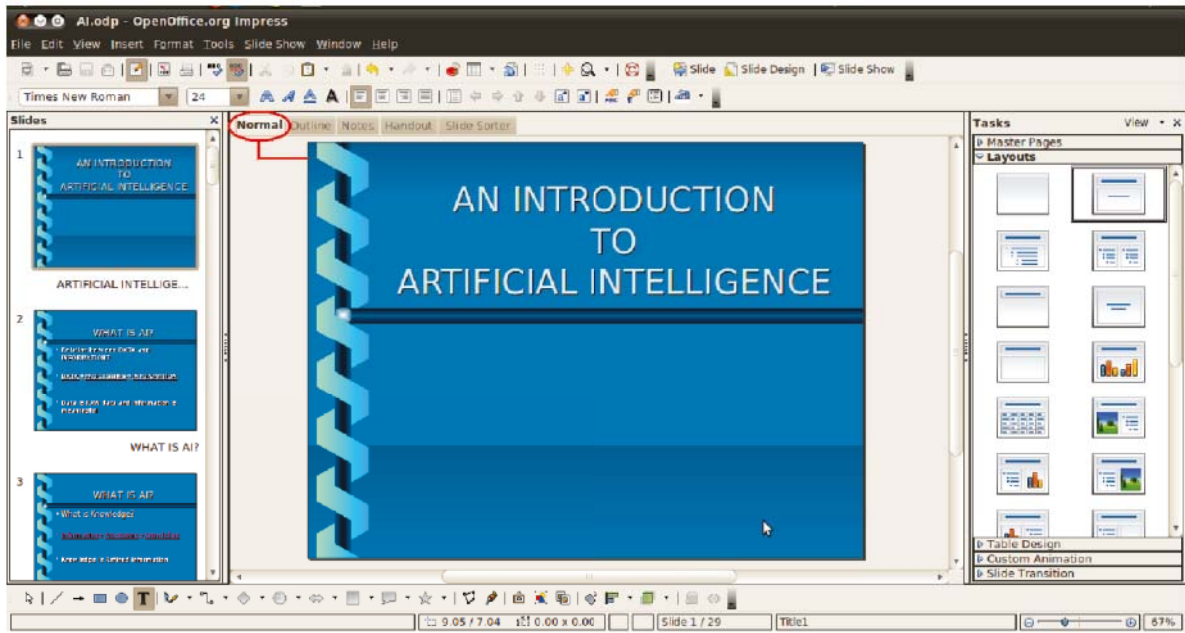 AI.odp - OpenOffice.org Impress
File Edit View Insert Format Tools Slide Show Window Help
Slide Slide Design Slide Show
Times New Roman 24
Slides
Normal Outline Notes Handout Slide Sorter
Tasks View
Master Pages
Layouts
1
AN INTRODUCTION
TO
ARTIFICIAL INTELLIGENCE
ARTIFICIAL INTELLIGE...
2
WHAT IS AI?
WHAT IS AI?
3
WHAT IS AI?
What is Knowledge?
AN INTRODUCTION
TO
ARTIFICIAL INTELLIGENCE
Table Design
Custom Animation
Slide Transition
9.05 / 7.04 0.00 x 0.00 Slide 1 / 29 Title1 67%